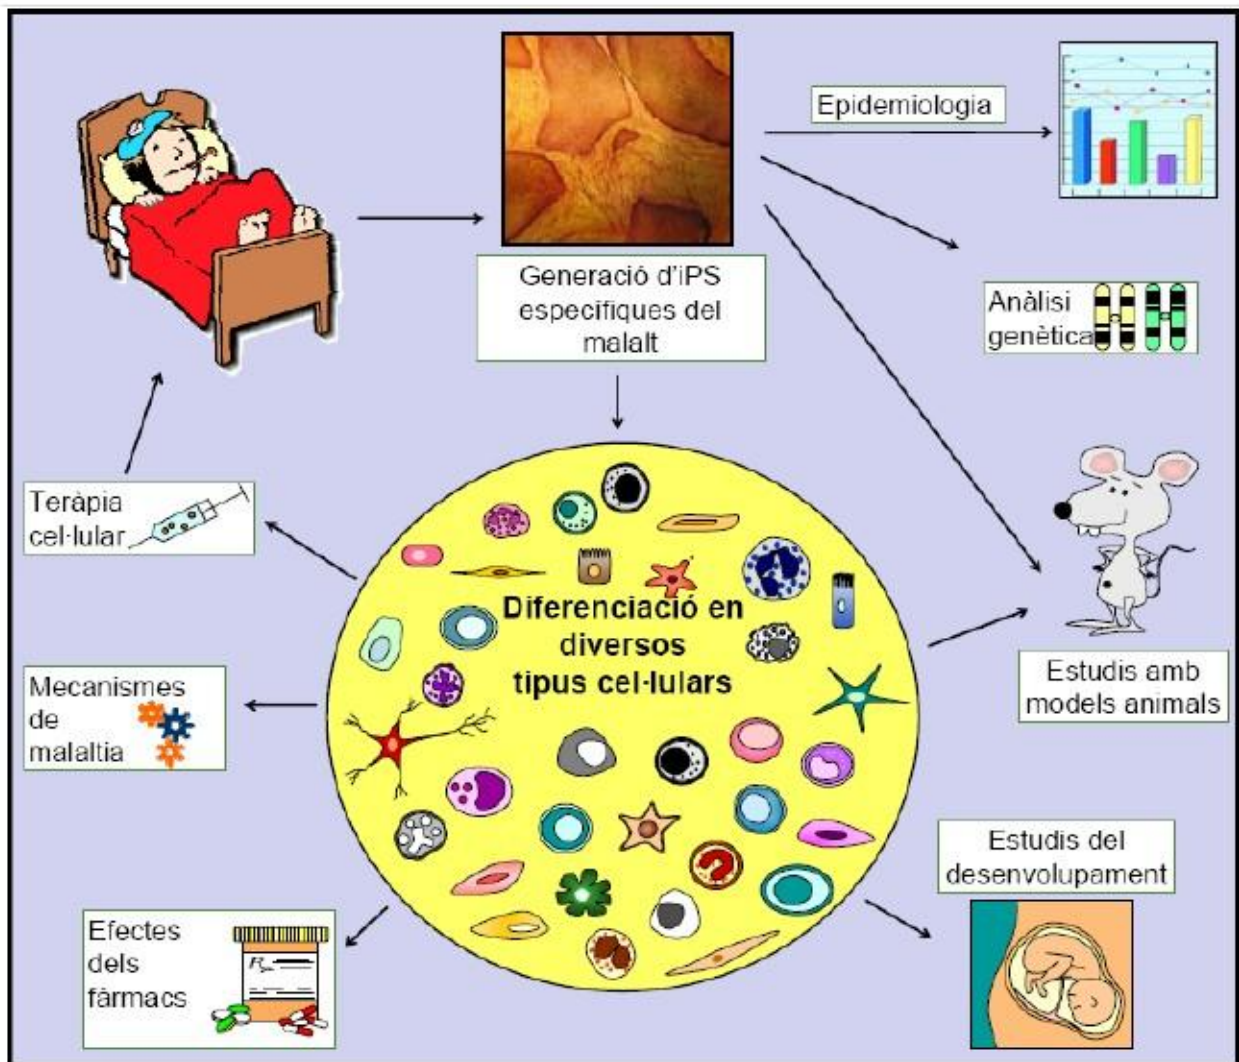 Epidemiologia
Generació d'iPS
específiques del
malalt
Anàlisi
genètica
Teràpia
cel·lular
Diferenciació en
diversos
tipus cel·lulars
Mecanismes
de
malaltia
Estudis amb
models animals
Estudis del
desenvolupament
Efectes
dels
fàrmacs